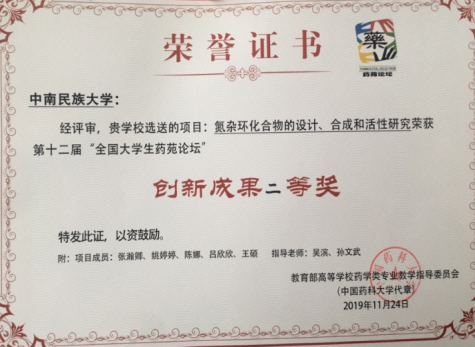 荣誉证书
藥
药苑论坛
中南民族大学：
经评审，贵学校选送的项目：氮杂环化合物的设计、合成和活性研究荣获
第十二届“全国大学生药苑论坛”
创新成果二等奖
特发此证，以资鼓励。
附：项目成员：张瀚卿、姚婷婷、陈娜、吕欣欣、王硕 指导老师：吴滨、孙文武
教育部高等学校药学类专业教学指导委员会
（中国药科大学代章）
2019年11月24日